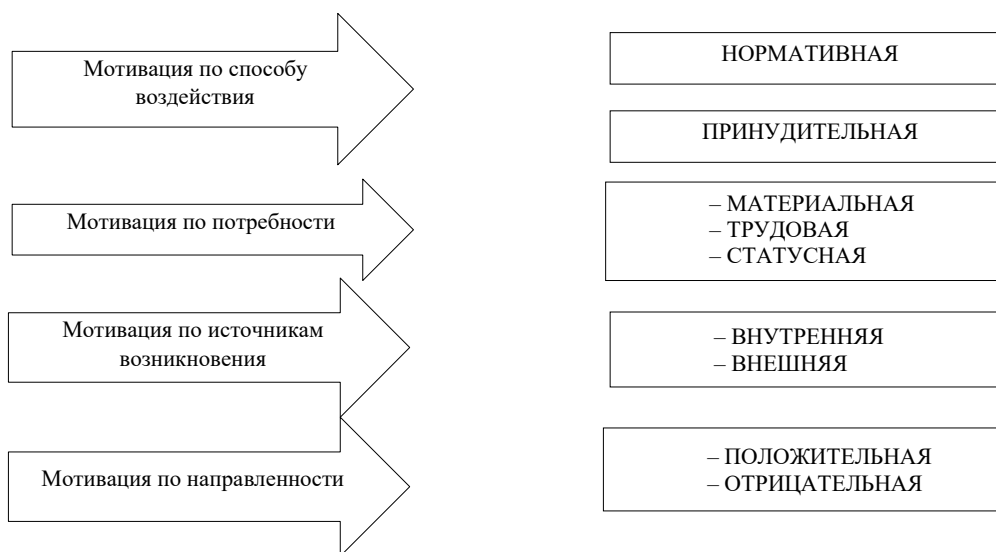 Мотивация по способу
воздействия
НОРМАТИВНАЯ
ПРИНУДИТЕЛЬНАЯ
Мотивация по потребности
– МАТЕРИАЛЬНАЯ
– ТРУДОВАЯ
– СТАТУСНАЯ
Мотивация по источникам
возникновения
– ВНУТРЕННЯЯ
– ВНЕШНЯЯ
Мотивация по направленности
– ПОЛОЖИТЕЛЬНАЯ
– ОТРИЦАТЕЛЬНАЯ